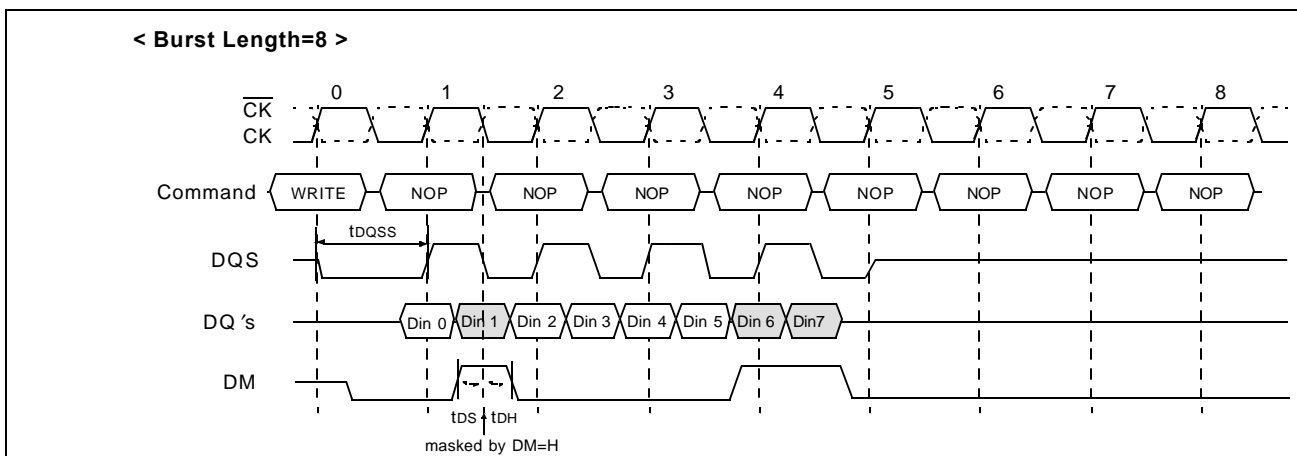 < Burst Length=8 >
0 1 2 3 4 5 6 7 8
CK
CK
Command WRITE NOP NOP NOP NOP NOP NOP NOP NOP
tDQSS
DQS
DQ's Din 0 Din 1 Din 2 Din 3 Din 4 Din 5 Din 6 Din7
DM
tDS tDH
masked by DM=H